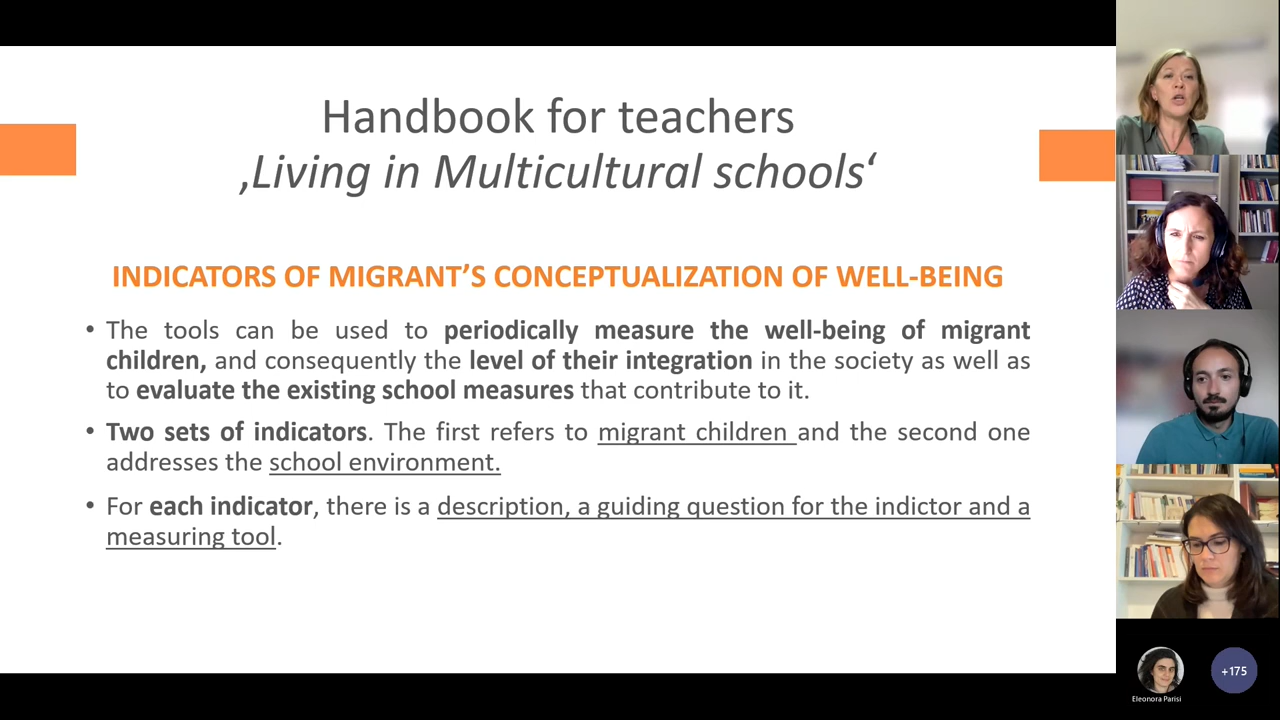 Handbook for teachers
‚Living in Multicultural schools‘
INDICATORS OF MIGRANT’S CONCEPTUALIZATION OF WELL-BEING
• The tools can be used to periodically measure the well-being of migrant
children, and consequently the level of their integration in the society as well as
to evaluate the existing school measures that contribute to it.
• Two sets of indicators. The first refers to migrant children and the second one
addresses the school environment.
• For each indicator, there is a description, a guiding question for the indictor and a
measuring tool.
Eleonora Parisi
+175